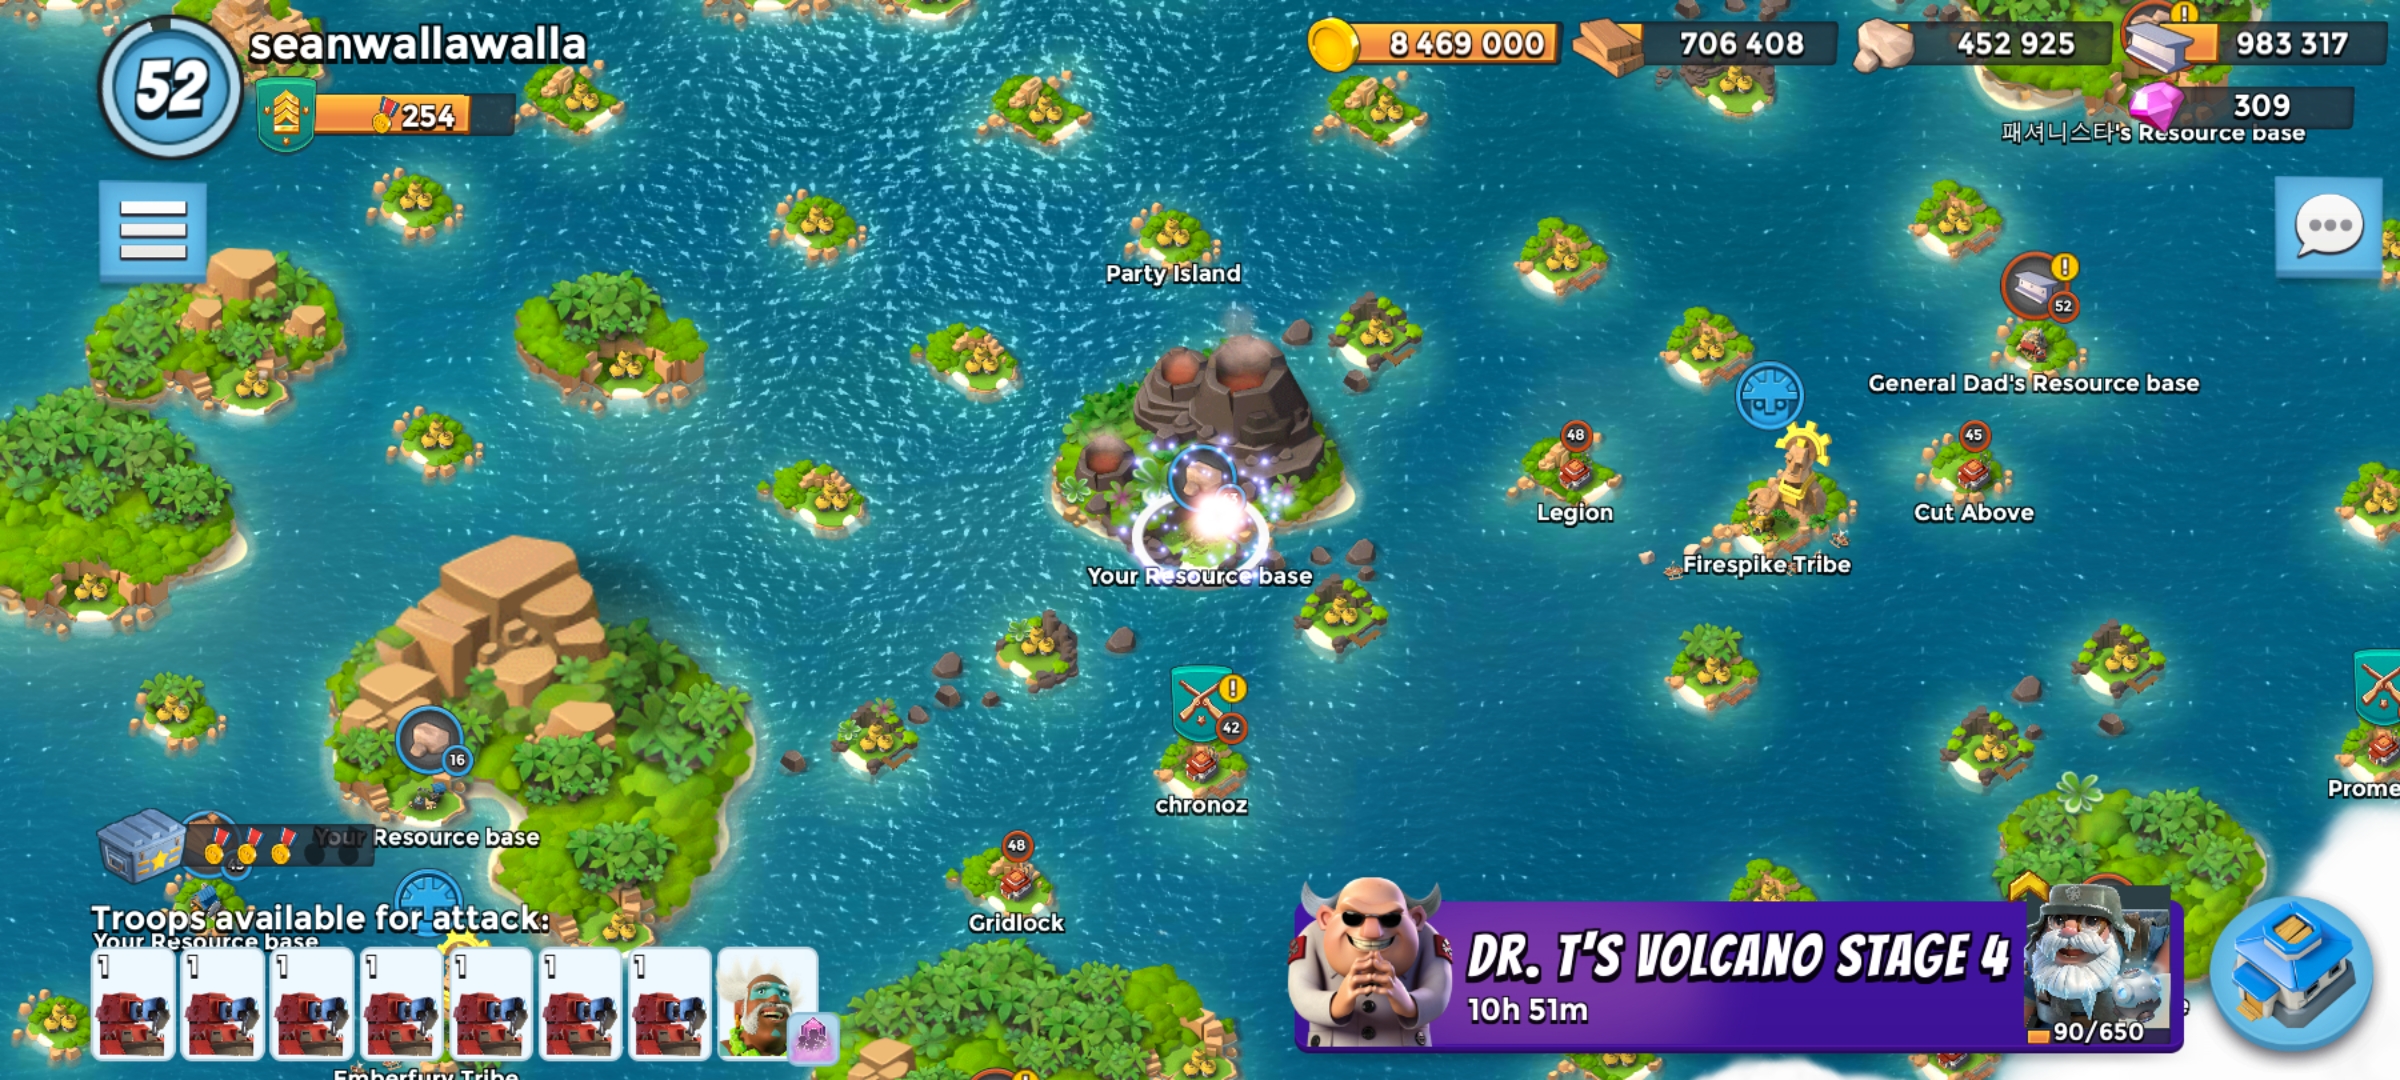 52
seanwallawalla
254
8 469 000
706 408
452 925
983 317
309
패셔니스타's Resource base
Party Island
52
General Dad's Resource base
48
Legion
45
Cut Above
Firespike Tribe
Your Resource base
42
chronoz
16
Your Resource base
Prome
48
Gridlock
Troops available for attack:
Your Resource base
1
1
1
1
1
1
1
DR. T'S VOLCANO STAGE 4
10h 51m
90/650
Emberfury Tribe